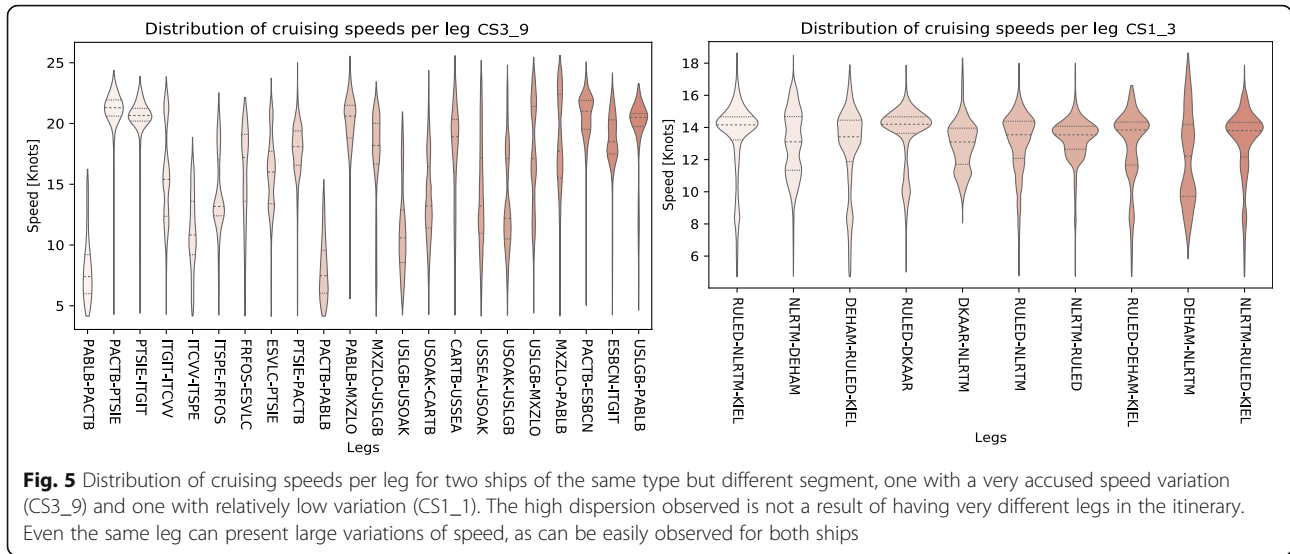 Distribution of cruising speeds per leg CS3_9
Speed [Knots]
25
20
15
10
5
PABLB-PACTB
PACTB-PTSIE
PTSIE-ITGIT
ITGIT-ITCVV
ITCVV-ITSPE
ITSPE-FRFOS
FRFOS-ESVLC
ESVLC-PTSIE
PTSIE-PACTB
PACTB-PABLB
PABLB-MXZLO
MXZLO-USLGB
USLGB-USOAK
USOAK-CARTB
CARTB-USSEA
USSEA-USOAK
USOAK-USLGB
USLGB-MXZLO
MXZLO-PABLB
PACTB-ESBCN
ESBCN-ITGIT
USLGB-PABLB
Legs
Distribution of cruising speeds per leg CS1_3
Speed [Knots]
18
16
14
12
10
8
6
RULED-NLRTM-KIEL
NLRTM-DEHAM
DEHAM-RULED-KIEL
RULED-DKAAR
DKAAR-NLRTM
RULED-NLRTM
NLRTM-RULED
RULED-DEHAM-KIEL
DEHAM-NLRTM
NLRTM-RULED-KIEL
Legs
Fig. 5 Distribution of cruising speeds per leg for two ships of the same type but different segment, one with a very accused speed variation
(CS3_9) and one with relatively low variation (CS1_1). The high dispersion observed is not a result of having very different legs in the itinerary.
Even the same leg can present large variations of speed, as can be easily observed for both ships